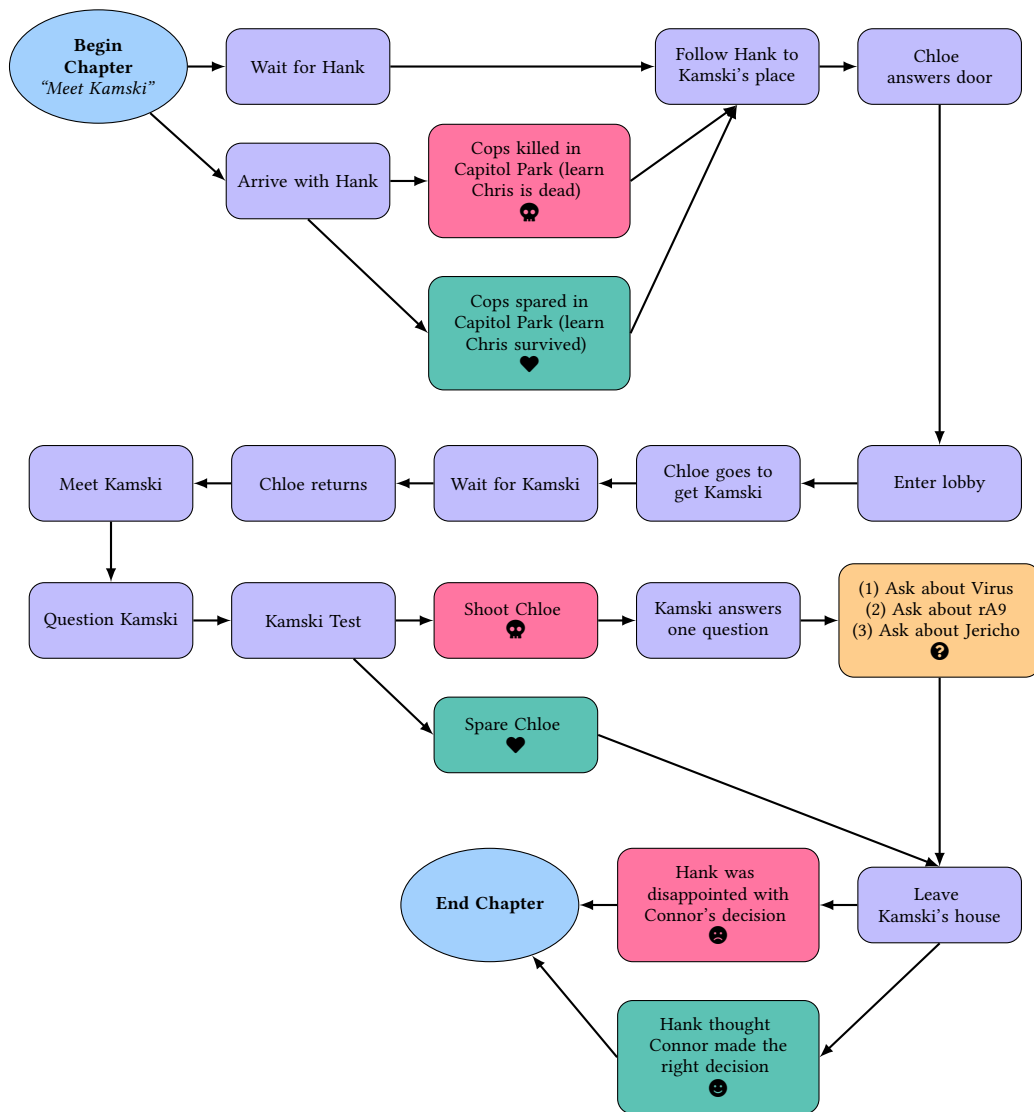 Begin
Chapter
“Meet Kamski”
Wait for Hank
Follow Hank to
Kamski’s place
Chloe
answers door
Arrive with Hank
Cops killed in
Capitol Park (learn
Chris is dead)
Cops spared in
Capitol Park (learn
Chris survived)
Meet Kamski
Chloe returns
Wait for Kamski
Chloe goes to
get Kamski
Enter lobby
Question Kamski
Kamski Test
Shoot Chloe
Kamski answers
one question
(1) Ask about Virus
(2) Ask about rA9
(3) Ask about Jericho
?
Spare Chloe
End Chapter
Hank was
disappointed with
Connor’s decision
Leave
Kamski’s house
Hank thought
Connor made the
right decision